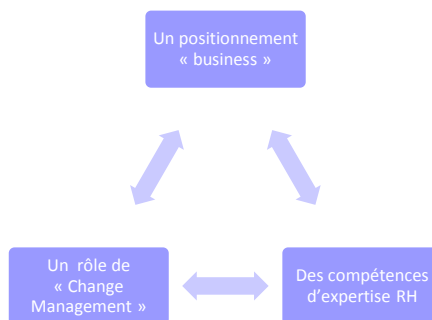 Un positionnement
« business »
Un rôle de
« Change
Management »
Des compétences
d'expertise RH